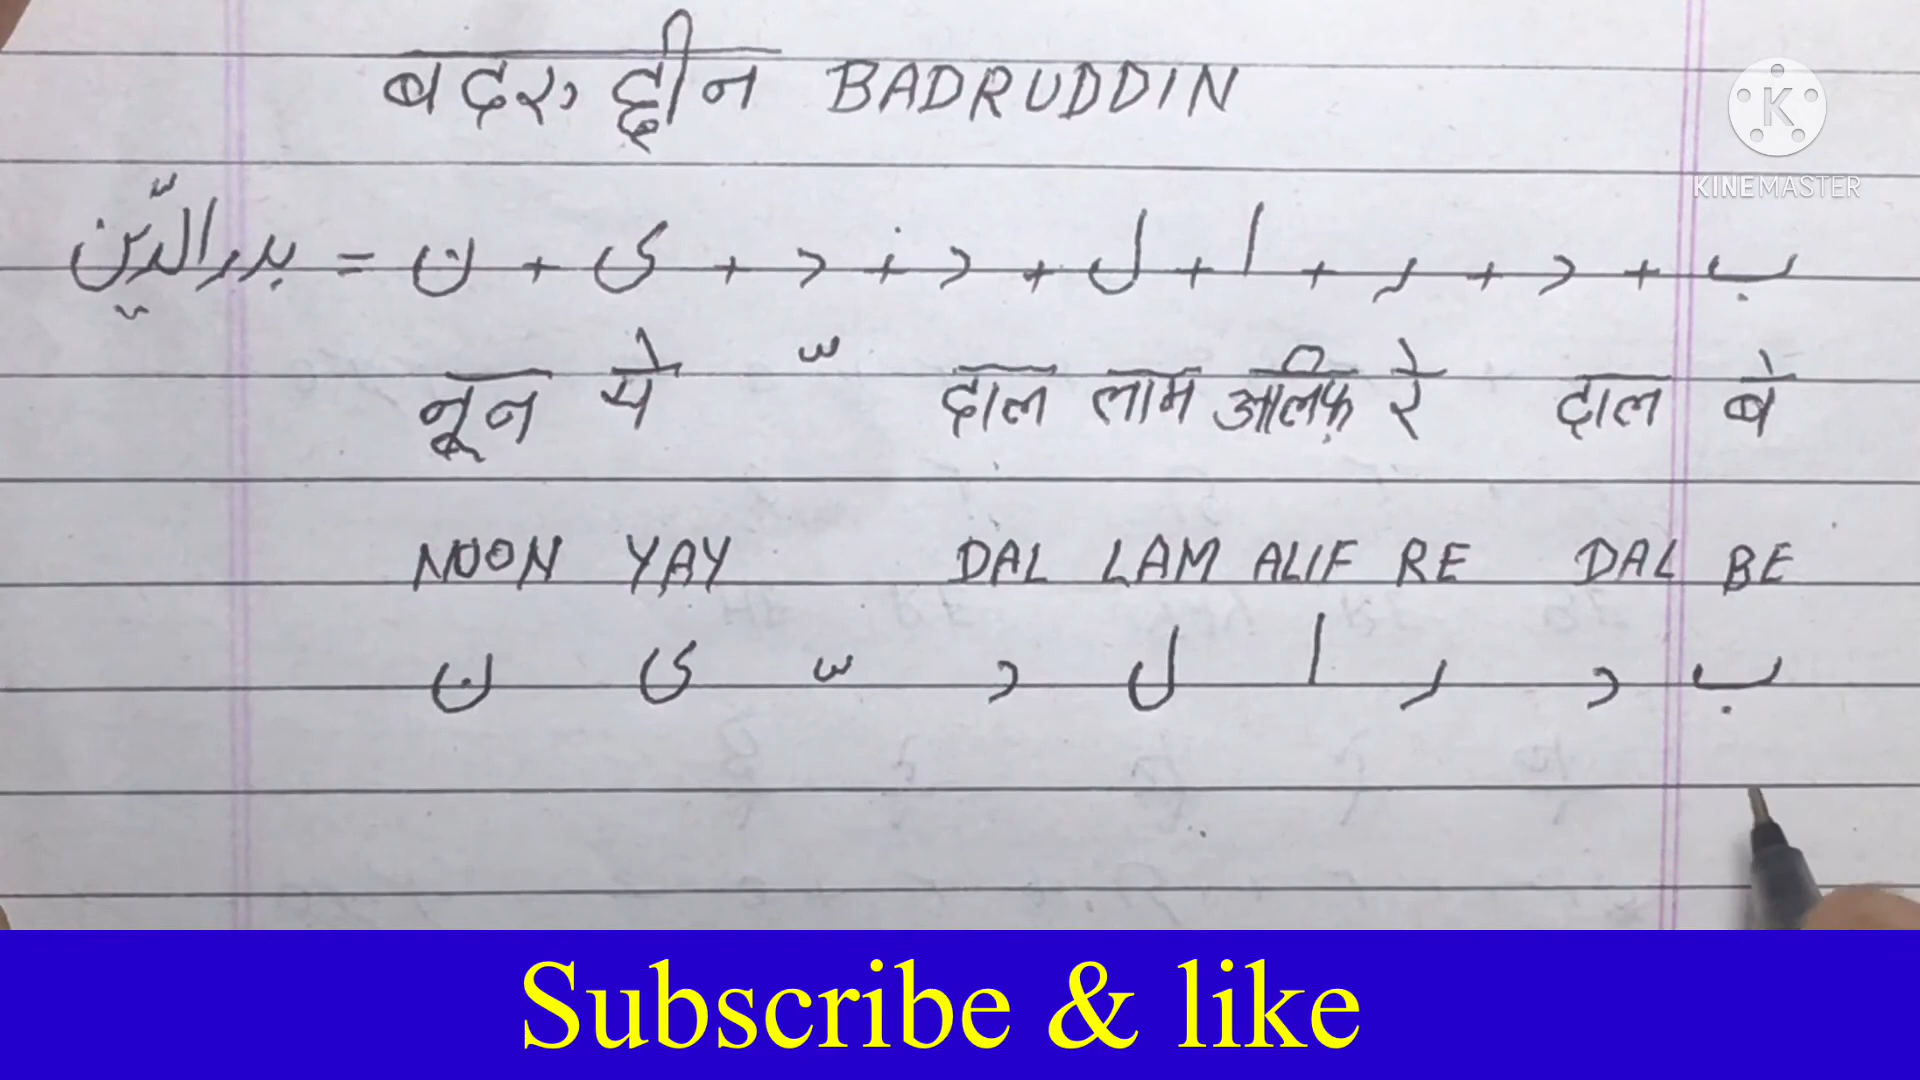 बदरुद्दीन BADRUDDIN
K
KINEMASTER
ب + د + ر + ا + ل + د + د + ی + ن = بدرالدّین
بे दाल रे अलिफ़ लाम दाल ّ ये नून
NOON YAY DAL LAM ALIF RE DAL BE
ب د ر ا ل د ّ ی ن
Subscribe & like